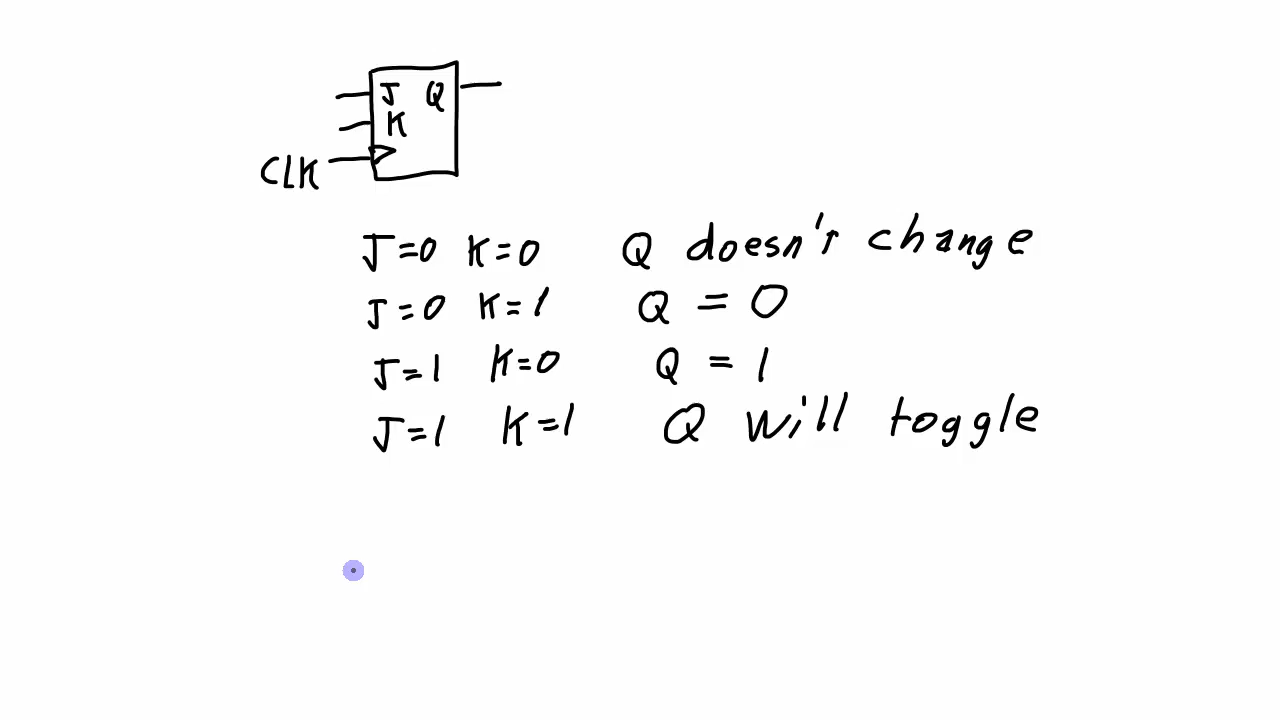 J Q
K
CLK
J=0 K=0 Q doesn't change
J=0 K=1 Q = 0
J=1 K=0 Q = 1
J=1 K=1 Q will toggle